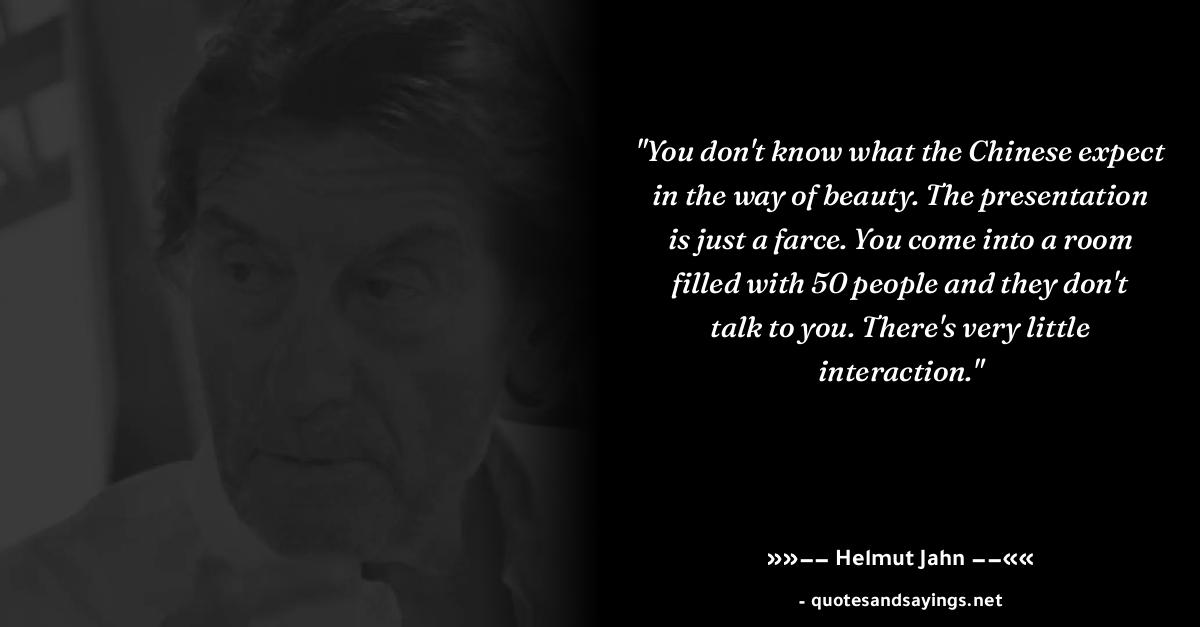 "You don't know what the Chinese expect
in the way of beauty. The presentation
is just a farce. You come into a room
filled with 50 people and they don't
talk to you. There's very little
interaction."
»»−− Helmut Jahn −−««
- quotesandsayings.net